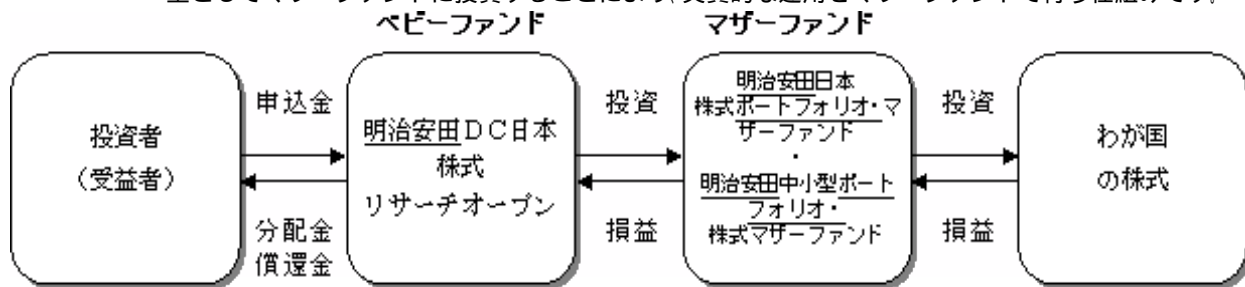 ベビーファンド
マザーファンド
投資者
（受益者）
申込金
分配金
償還金
明治安田ＤＣ日本
株式
リサーチオープン
投資
損益
明治安田日本
株式ポートフォリオ・マ
ザーファンド
・
明治安田中小型ポート
フォリオ・
株式マザーファンド
投資
損益
わが国
の株式